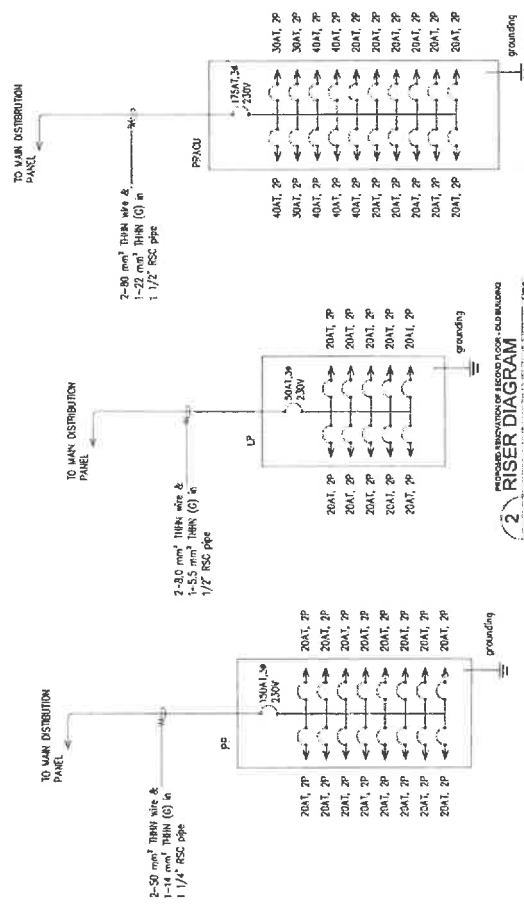 TO MAIN DISTRIBUTION
PANEL
2-50 mm² THHN wire &
1-14 mm² THHN (G) in
1 1/4" RSC pipe
PP
230V
20AT, 2P 20AT, 2P
20AT, 2P 20AT, 2P
20AT, 2P 20AT, 2P
20AT, 2P 20AT, 2P
20AT, 2P 20AT, 2P
20AT, 2P 20AT, 2P
20AT, 2P 20AT, 2P
20AT, 2P 20AT, 2P
grounding
TO MAIN DISTRIBUTION
PANEL
2-8.0 mm² THHN wire &
1-5.5 mm² THHN (G) in
1/2" RSC pipe
LP
50AT,3ø
230V
20AT, 2P 20AT, 2P
20AT, 2P 20AT, 2P
20AT, 2P 20AT, 2P
20AT, 2P 20AT, 2P
20AT, 2P 20AT, 2P
grounding
TO MAIN DISTRIBUTION
PANEL
2-80 mm² THHN wire &
1-22 mm² THHN (G) in
1 1/2" RSC pipe
PPACU
175AT,3ø
230V
40AT, 2P 30AT, 2P
30AT, 2P 30AT, 2P
40AT, 2P 40AT, 2P
40AT, 2P 40AT, 2P
20AT, 2P 20AT, 2P
20AT, 2P 20AT, 2P
20AT, 2P 20AT, 2P
20AT, 2P 20AT, 2P
20AT, 2P 20AT, 2P
grounding
2
PROPOSED RENOVATION OF SECOND FLOOR - OLD BUILDING
RISER DIAGRAM